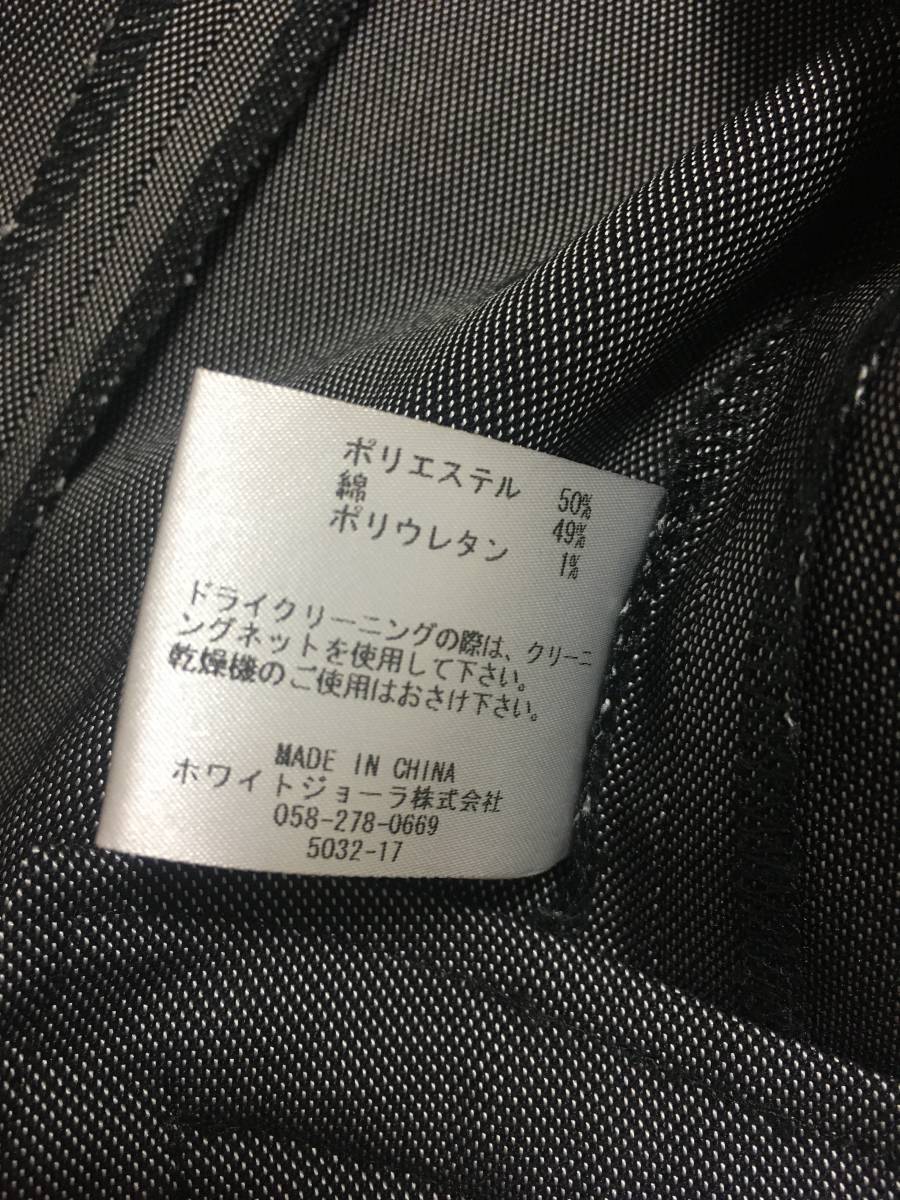 ポリエステル 50%
綿 49%
ポリウレタン 1%
ドライクリーニングの際は、クリーニ
ングネットを使用して下さい。
乾燥機のご使用はおさけ下さい。
MADE IN CHINA
ホワイトジョーラ株式会社
058-278-0669
5032-17